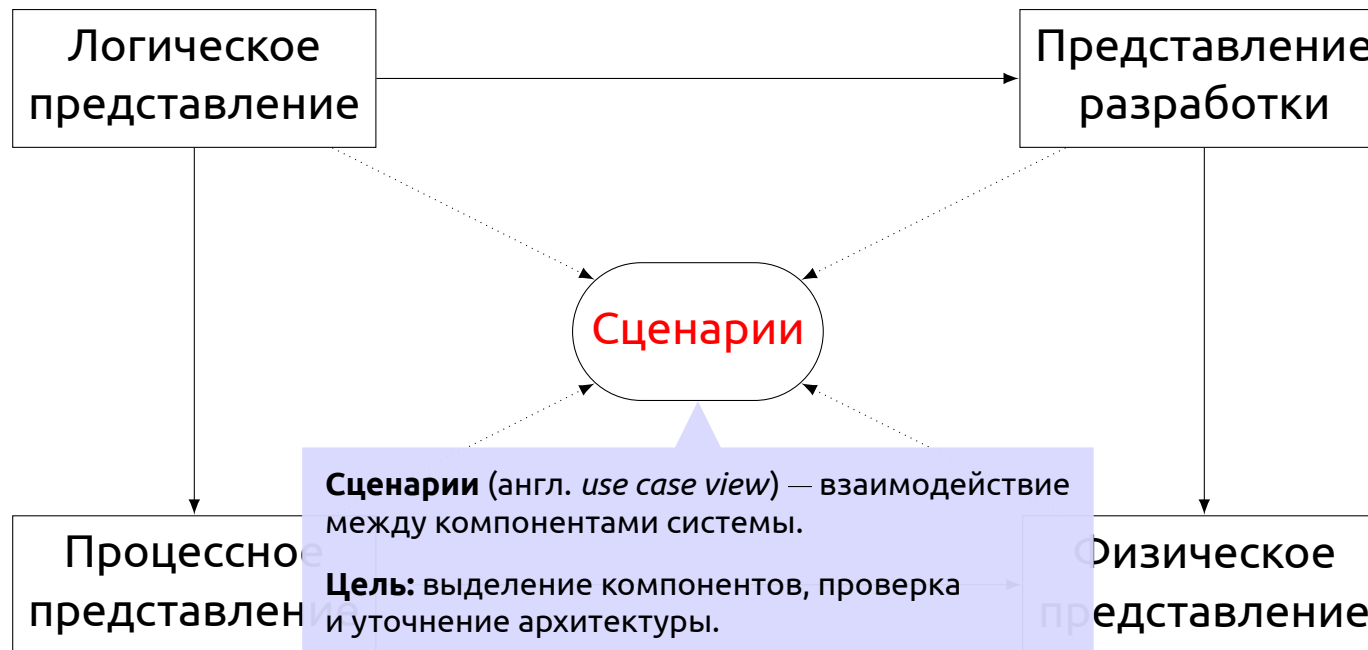 Логическое
представление
Представление
разработки
Сценарии
Сценарии (англ. use case view) — взаимодействие
между компонентами системы.
Цель: выделение компонентов, проверка
и уточнение архитектуры.
Процессное
представление
Физическое
представление